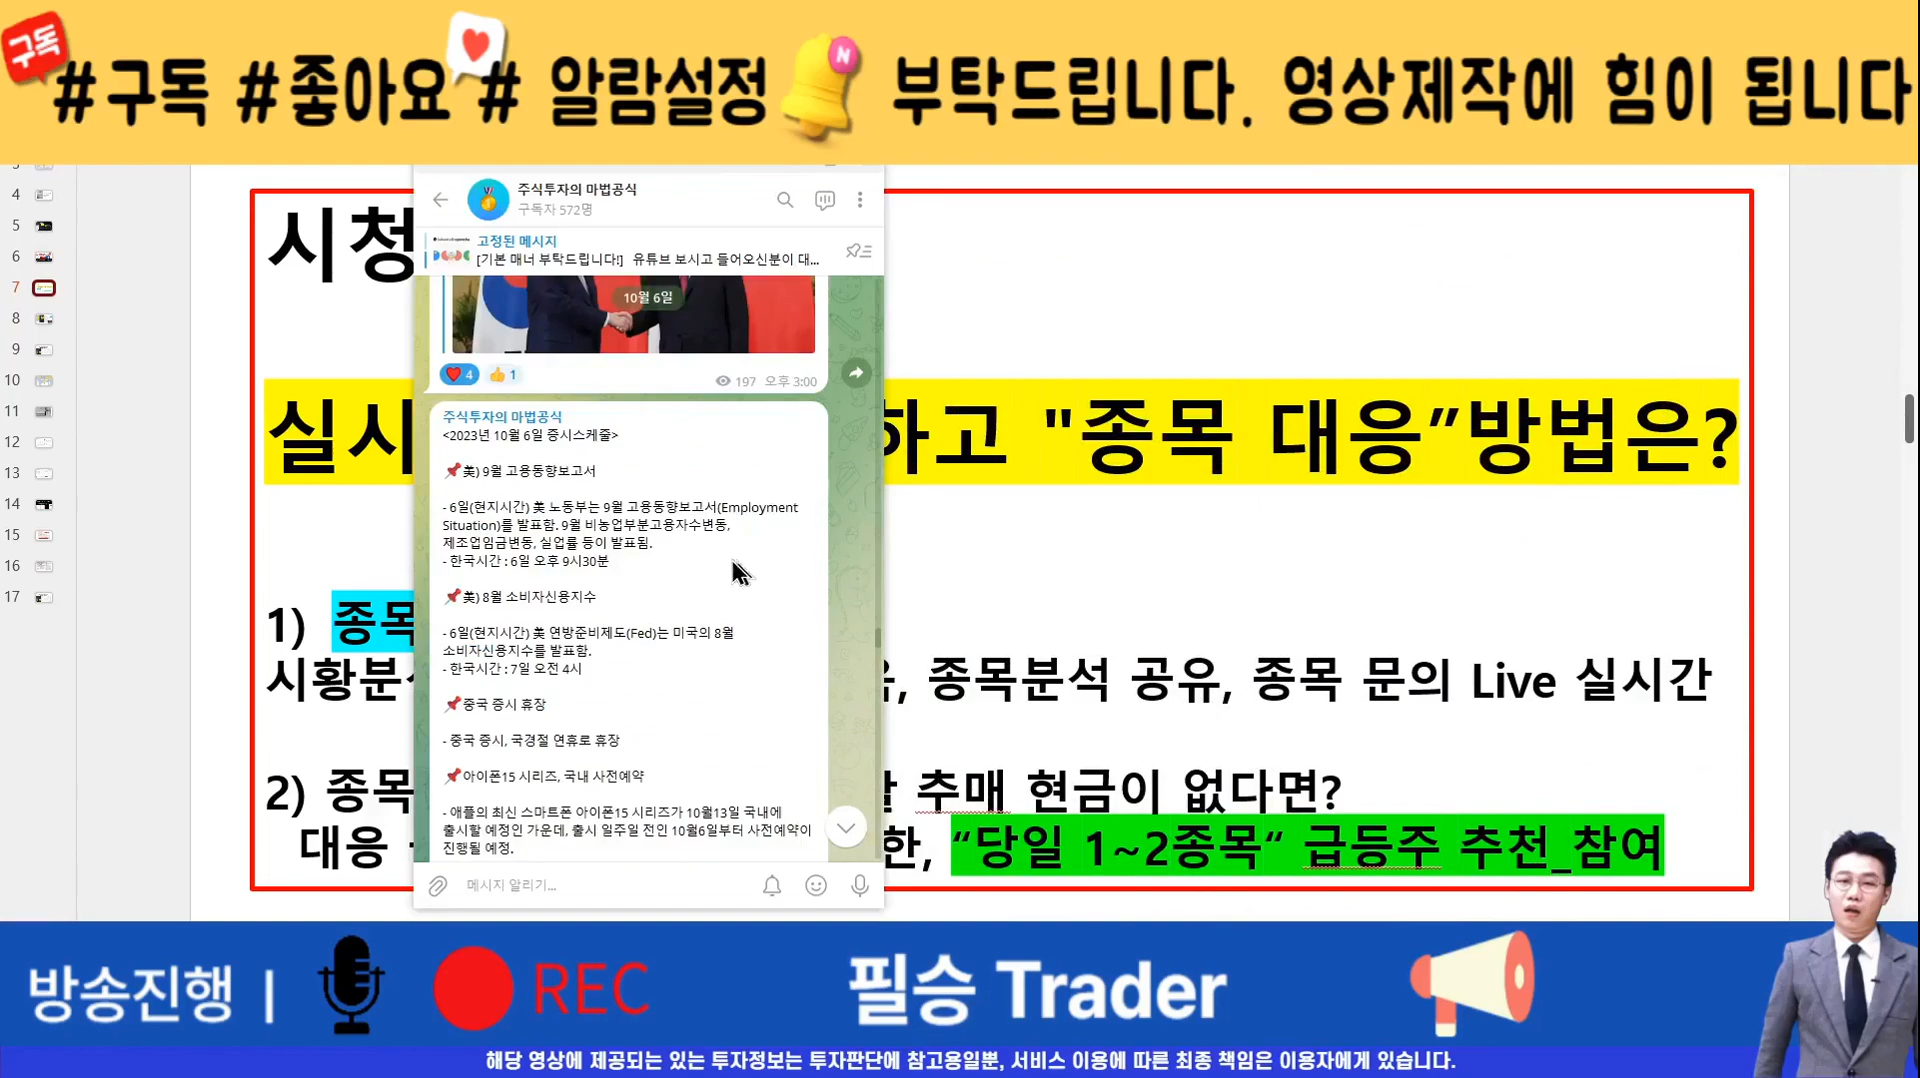 구독
#구독 #좋아요 # 알람설정 N 부탁드립니다. 영상제작에 힘이 됩니다
4
5
6
7
8
9
10
11
12
13
14
15
16
17
시청
주식투자의 마법공식
구독자 572명
고정된 메시지
[기본 매너 부탁드립니다!] 유튜브 보시고 들어오신분이 대...
10월 6일
4 1
197 오후 3:00
주식투자의 마법공식
<2023년 10월 6일 증시스케줄>
美) 9월 고용동향보고서
- 6일(현지시간) 美 노동부는 9월 고용동향보고서(Employment
Situation)를 발표함. 9월 비농업부분고용자수변동,
제조업임금변동, 실업률 등이 발표됨.
- 한국시간 : 6일 오후 9시30분
美) 8월 소비자신용지수
- 6일(현지시간) 美 연방준비제도(Fed)는 미국의 8월
소비자신용지수를 발표함.
- 한국시간 : 7일 오전 4시
중국 증시 휴장
- 중국 증시, 국경절 연휴로 휴장
아이폰15 시리즈, 국내 사전예약
- 애플의 최신 스마트폰 아이폰15 시리즈가 10월13일 국내에
출시할 예정인 가운데, 출시 일주일 전인 10월6일부터 사전예약이
진행될 예정.
메시지 알리기...
실시 하고 "종목 대응”방법은?
1) 종목
시황분 , 종목분석 공유, 종목 문의 Live 실시간
2) 종목 추매 현금이 없다면?
대응 한, “당일 1~2종목“ 급등주 추천_참여
방송진행 | REC 필승 Trader
해당 영상에 제공되는 있는 투자정보는 투자판단에 참고용일뿐, 서비스 이용에 따른 최종 책임은 이용자에게 있습니다.